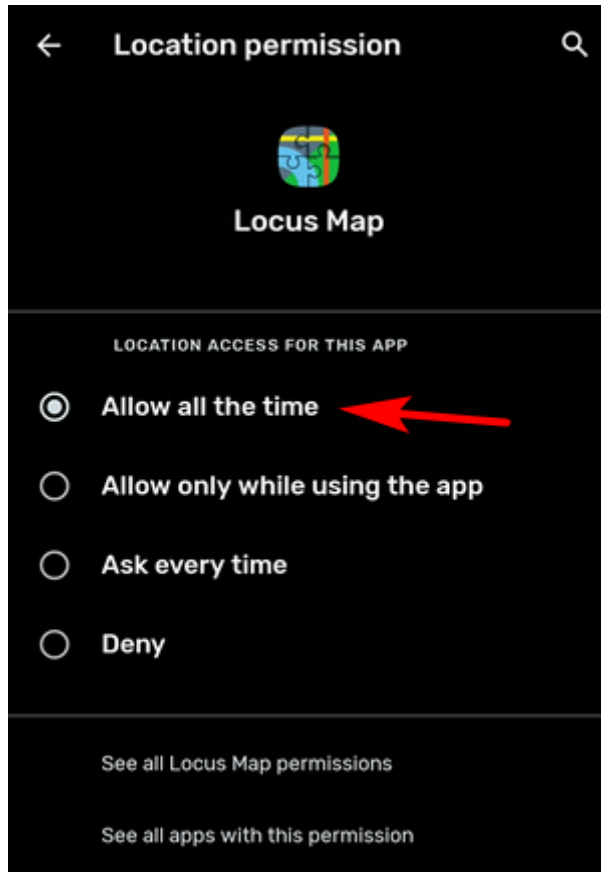 Location permission
Locus Map
LOCATION ACCESS FOR THIS APP
Allow all the time
Allow only while using the app
Ask every time
Deny
See all Locus Map permissions
See all apps with this permission